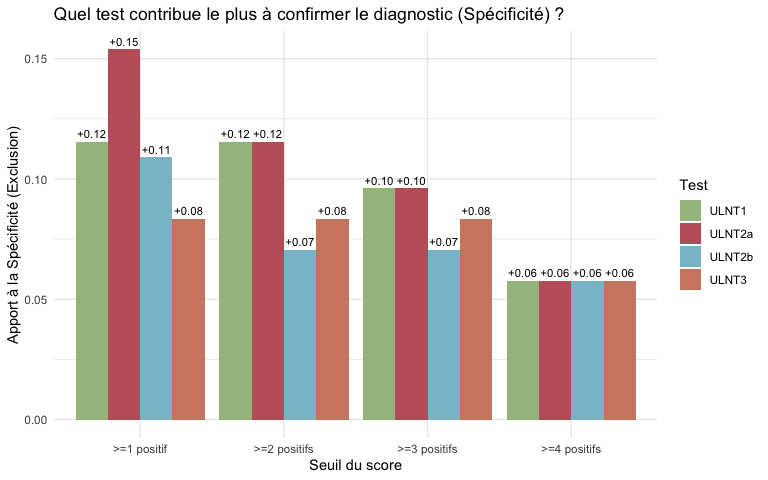 Quel test contribue le plus à confirmer le diagnostic (Spécificité) ?
Apport à la Spécificité (Exclusion)
0.15
0.10
0.05
0.00
+0.12
+0.15
+0.11
+0.08
+0.12
+0.12
+0.07
+0.08
+0.10
+0.10
+0.07
+0.08
+0.06
+0.06
+0.06
+0.06
>=1 positif
>=2 positifs
>=3 positifs
>=4 positifs
Seuil du score
Test
ULNT1
ULNT2a
ULNT2b
ULNT3